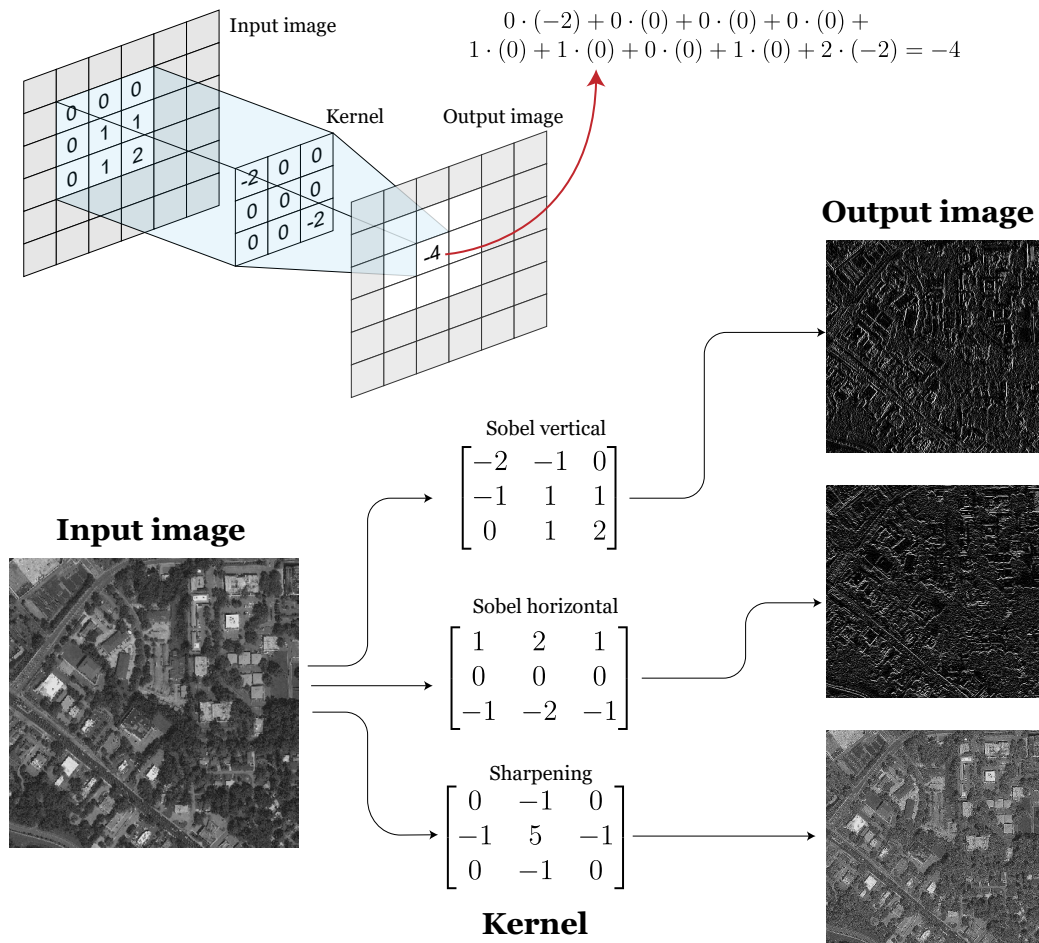 Input image
0 · (−2) + 0 · (0) + 0 · (0) + 0 · (0) +
1 · (0) + 1 · (0) + 0 · (0) + 1 · (0) + 2 · (−2) = −4
Kernel
Output image
0 0 0
0 1 1
0 1 2
-2 0 0
0 0 0
0 0 -2
-4
Output image
Sobel vertical
−2 −1 0
−1 1 1
0 1 2
Input image
Sobel horizontal
1 2 1
0 0 0
−1 −2 −1
Sharpening
0 −1 0
−1 5 −1
0 −1 0
Kernel